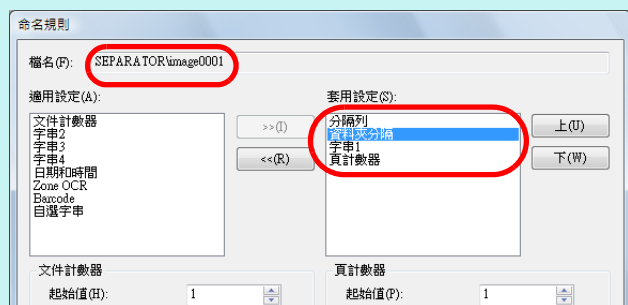 命名規則
檔名(F): SEPARATOR\image0001
適用設定(A): 套用設定(S):
文件計數器
字串2
字串3
字串4
日期和時間
Zone OCR
Barcode
自選字串
>>(I)
<<(R)
分隔列
資料夾分隔
字串1
頁計數器
上(U)
下(W)
文件計數器 頁計數器
起始值(H): 1 起始值(P): 1